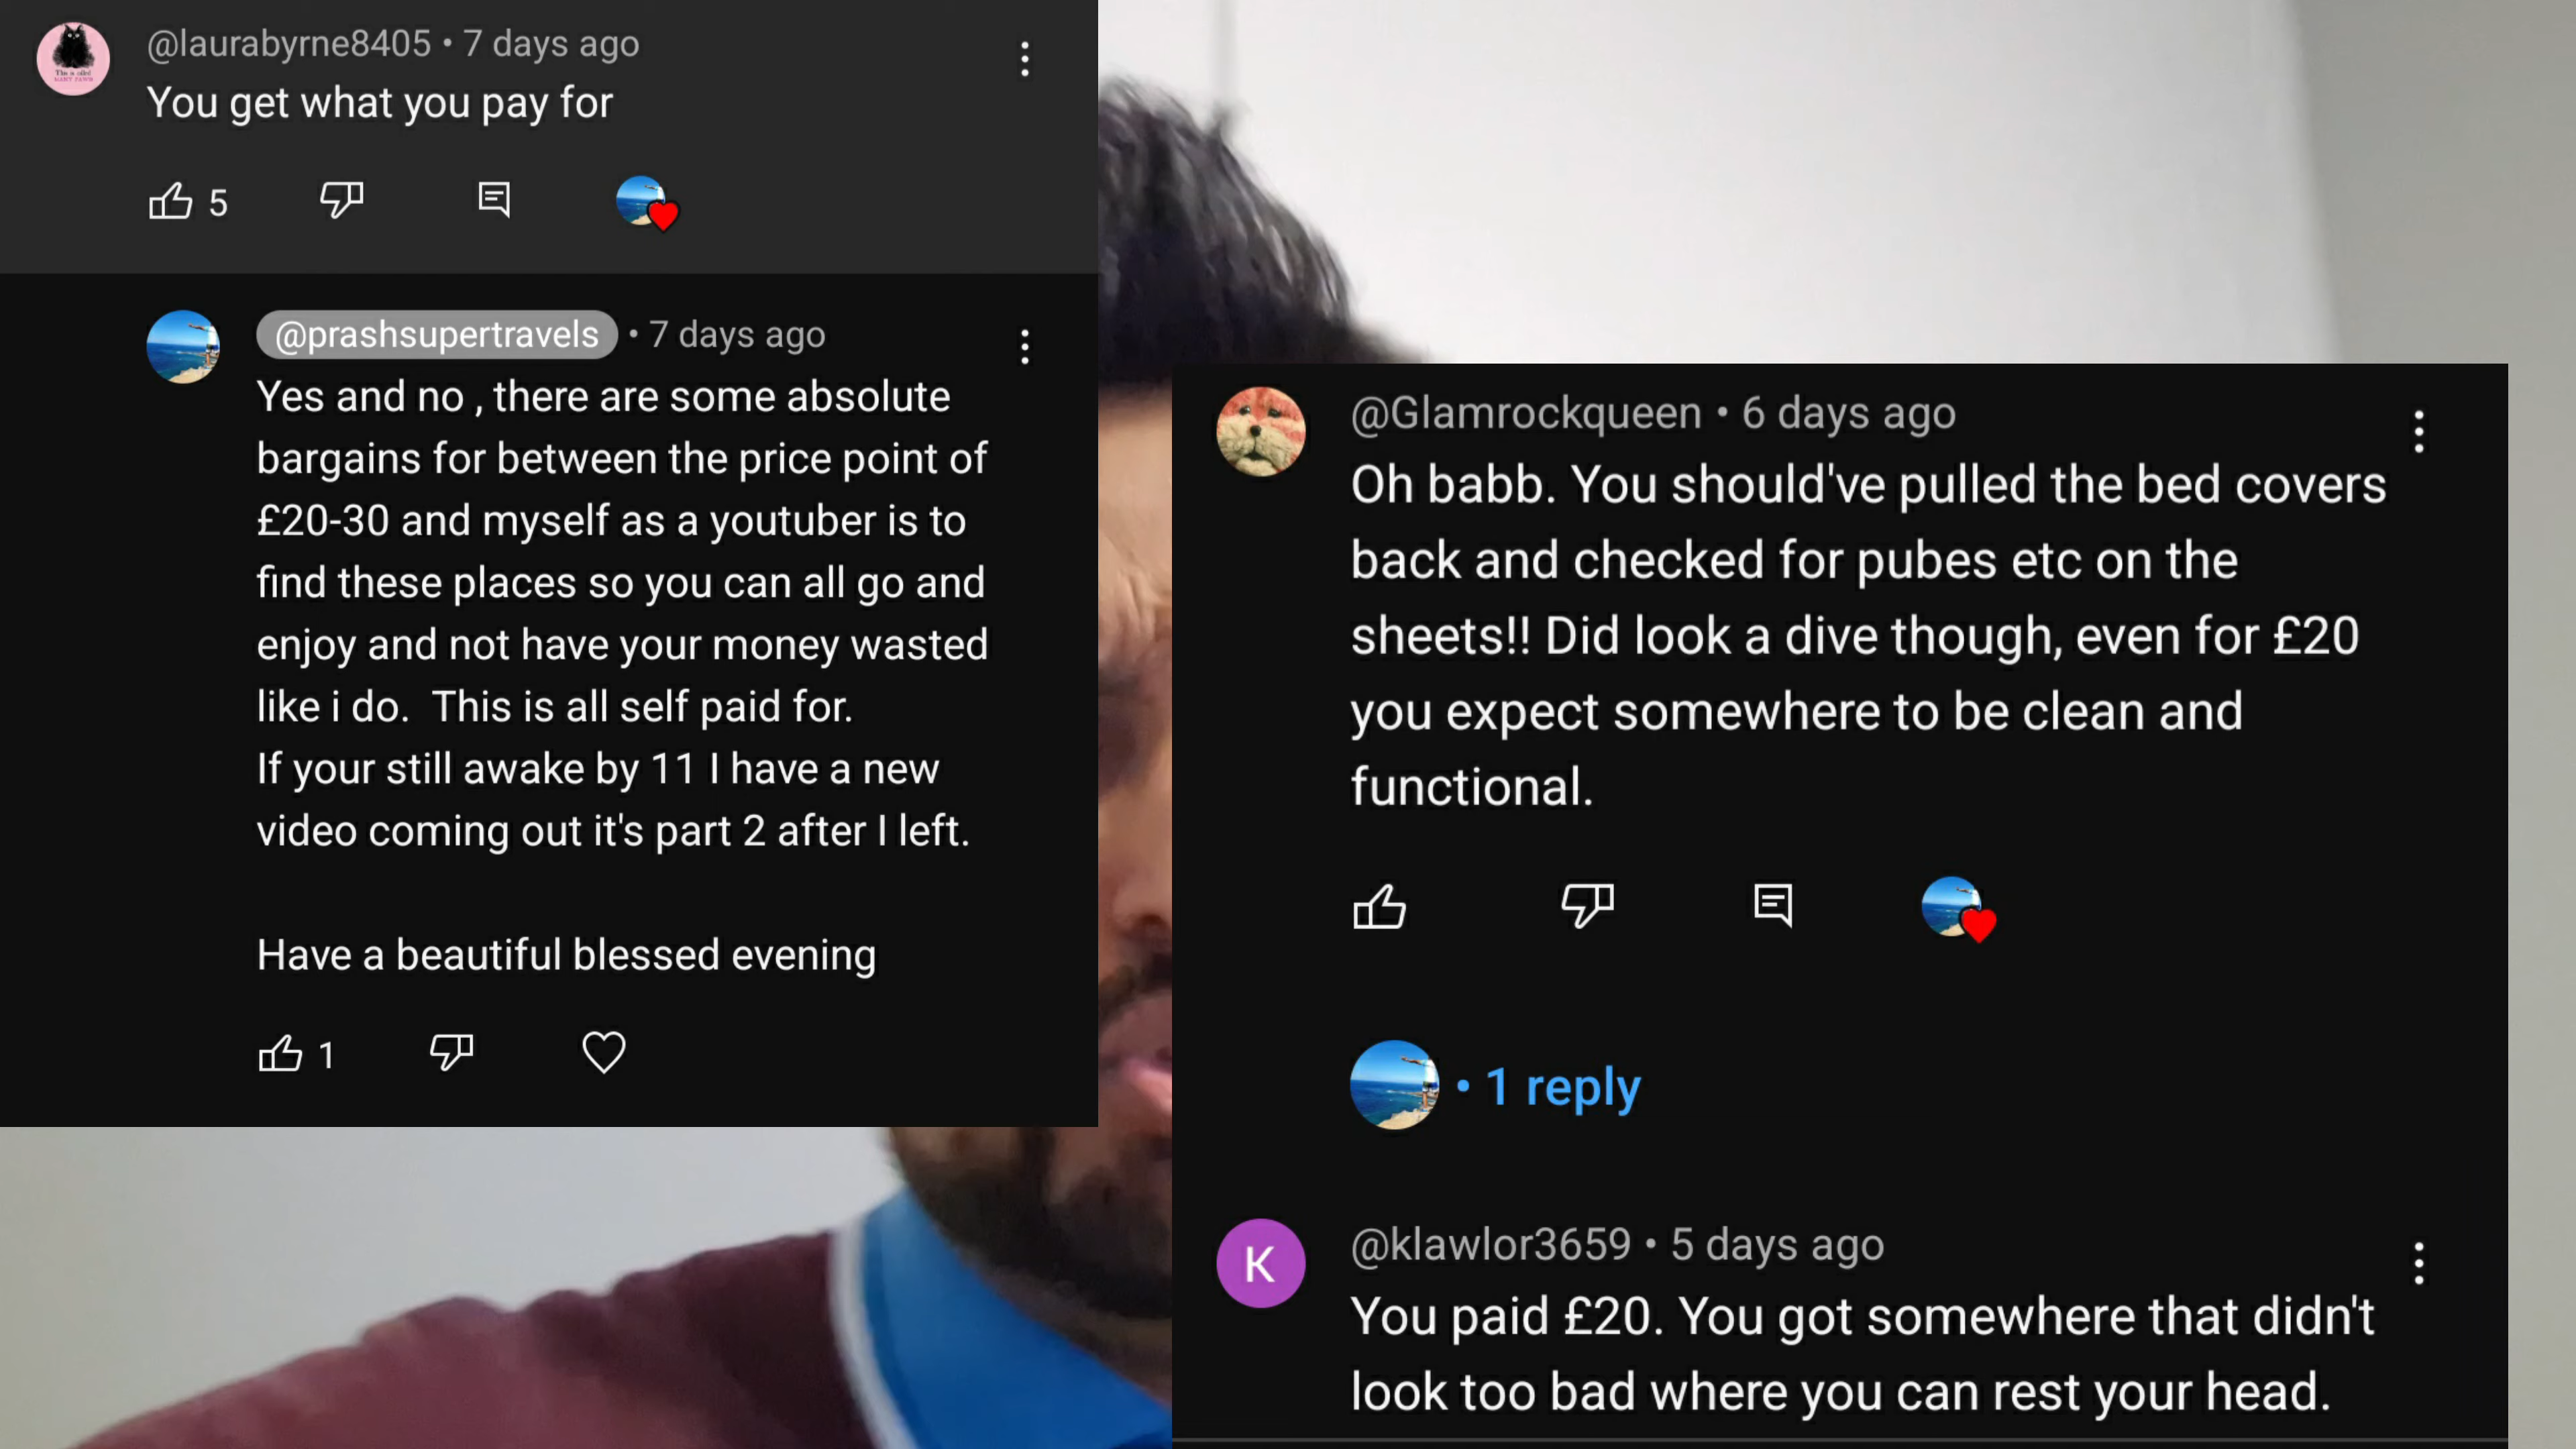 @laurabyrne8405 • 7 days ago
You get what you pay for
5
@prashsupertravels • 7 days ago
Yes and no , there are some absolute
bargains for between the price point of
£20-30 and myself as a youtuber is to
find these places so you can all go and
enjoy and not have your money wasted
like i do.  This is all self paid for.
If your still awake by 11 I have a new
video coming out it's part 2 after I left.
Have a beautiful blessed evening
1
@Glamrockqueen • 6 days ago
Oh babb. You should've pulled the bed covers
back and checked for pubes etc on the
sheets!! Did look a dive though, even for £20
you expect somewhere to be clean and
functional.
• 1 reply
K
@klawlor3659 • 5 days ago
You paid £20. You got somewhere that didn't
look too bad where you can rest your head.